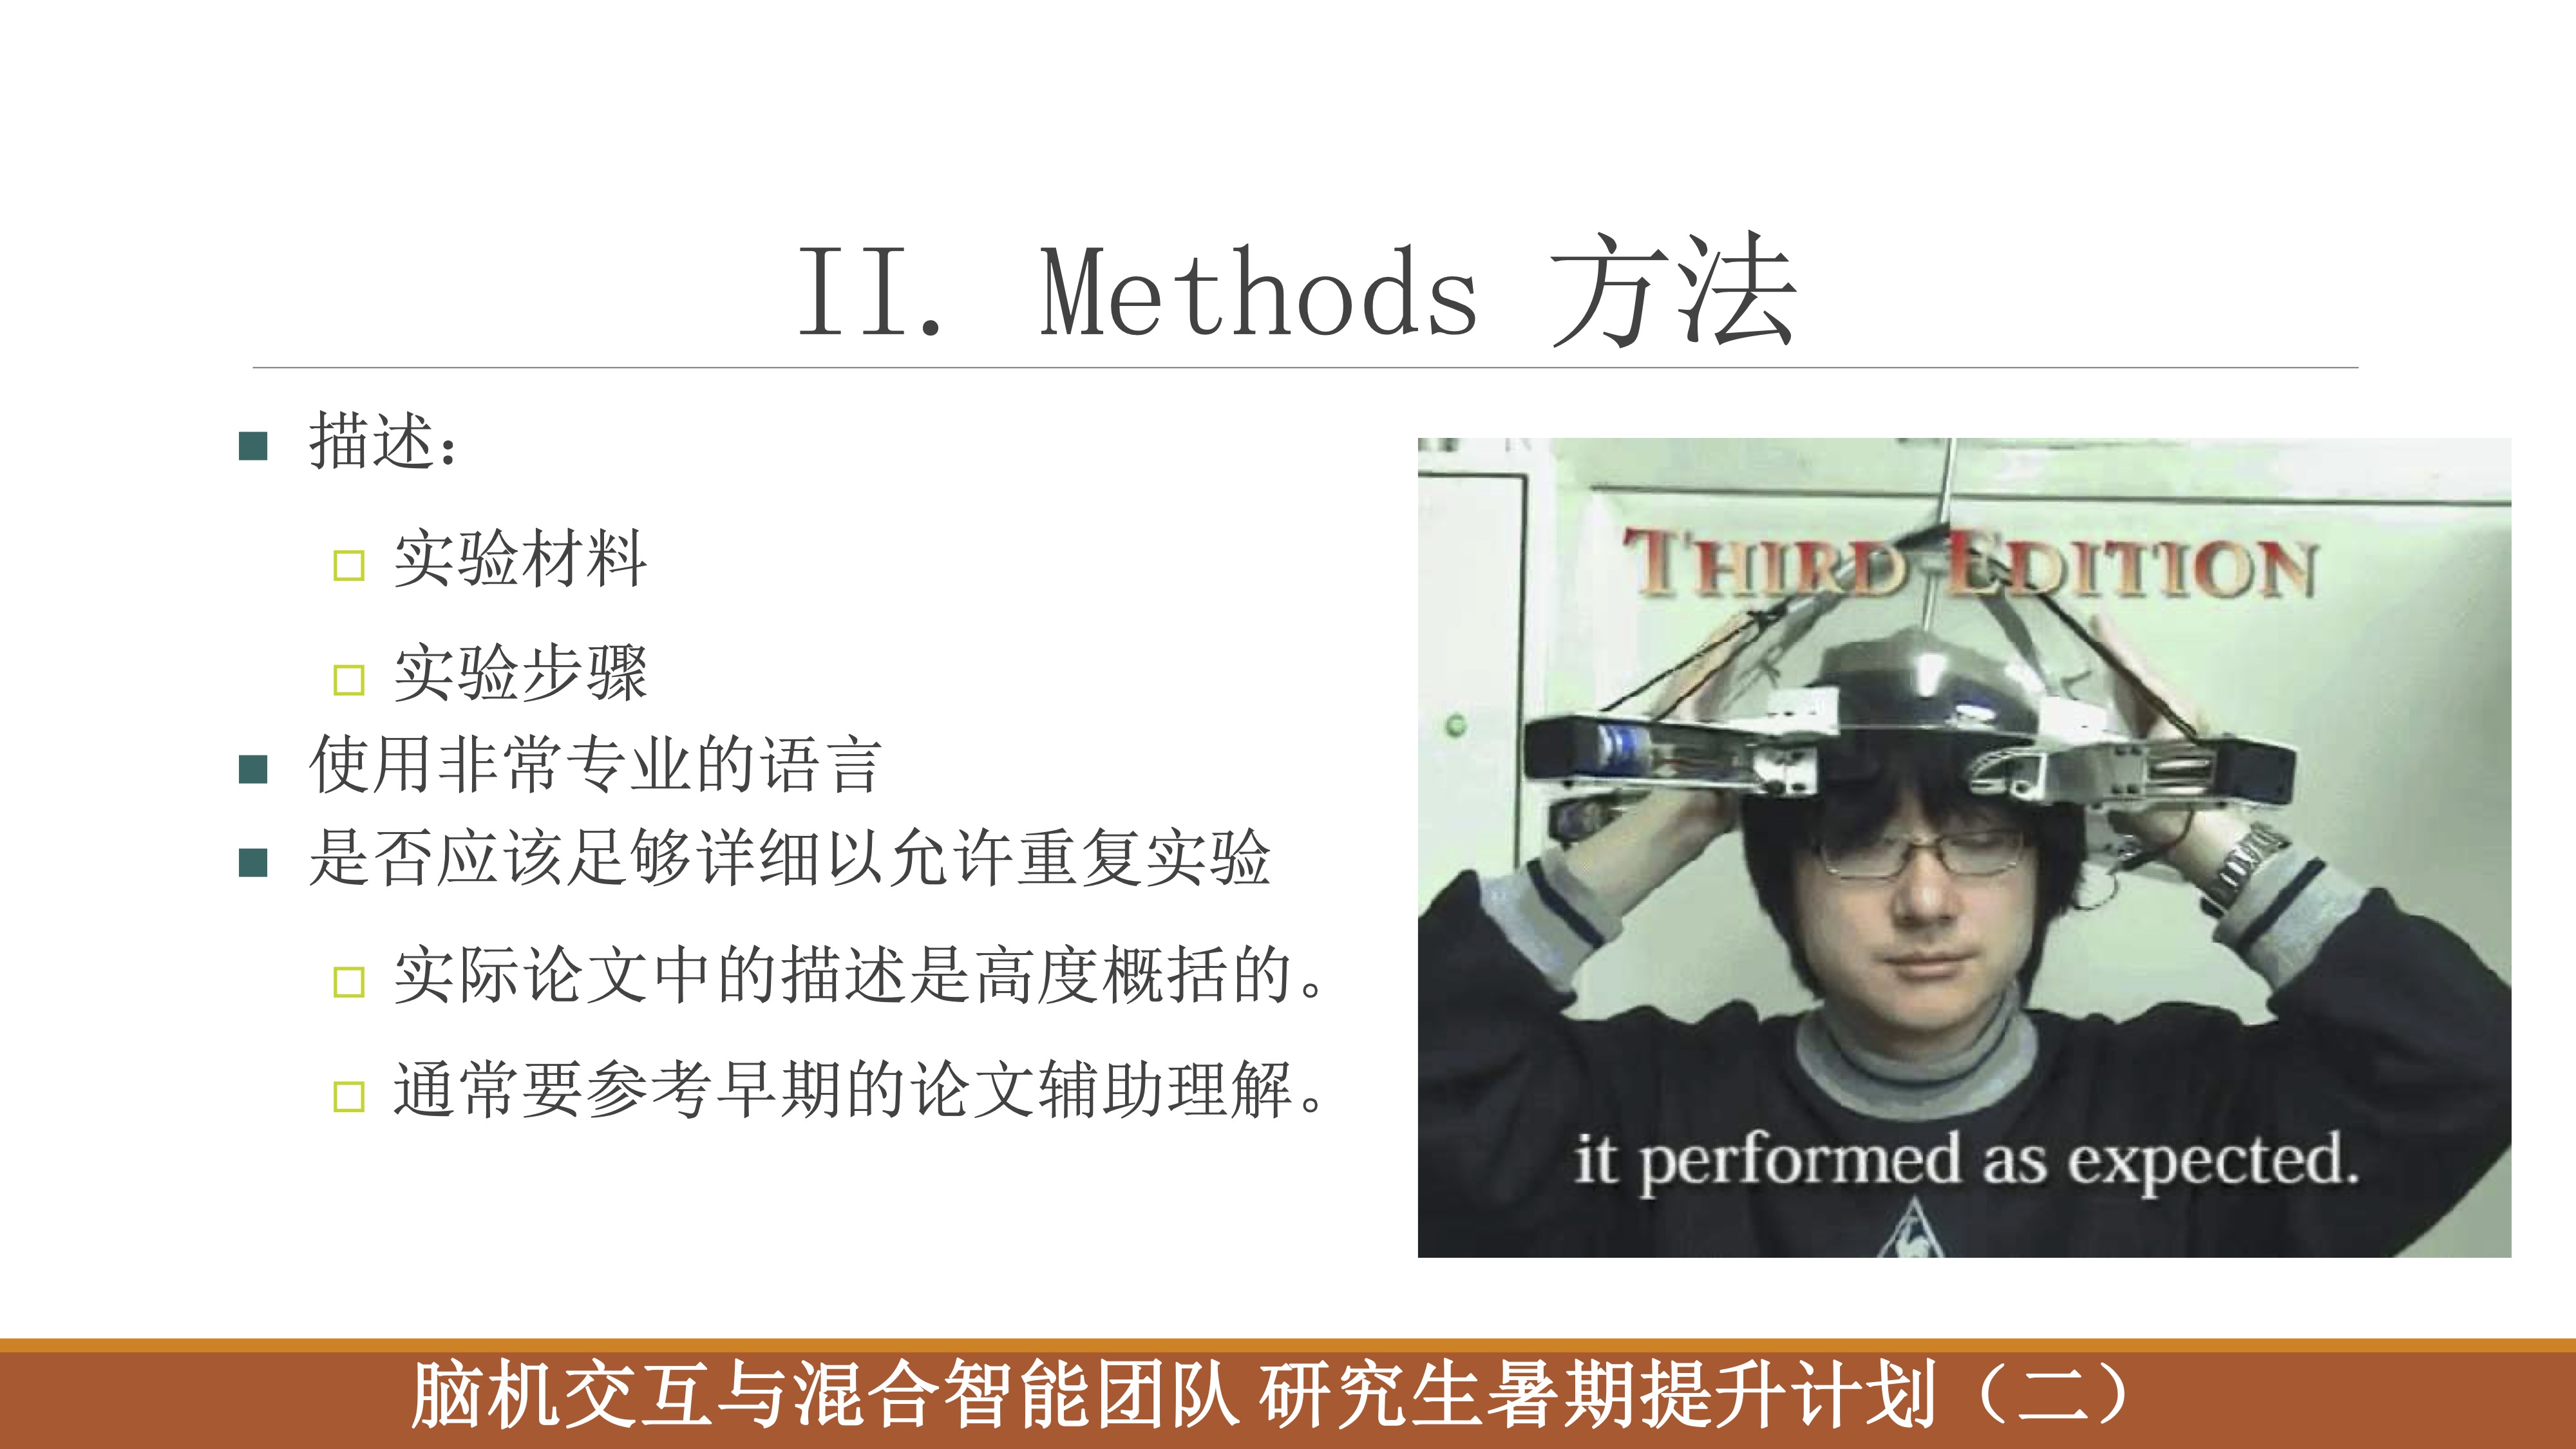 II. Methods 方法
描述：
实验材料
实验步骤
使用非常专业的语言
是否应该足够详细以允许重复实验
实际论文中的描述是高度概括的。
通常要参考早期的论文辅助理解。
THIRD EDITION
it performed as expected.
脑机交互与混合智能团队 研究生暑期提升计划（二）